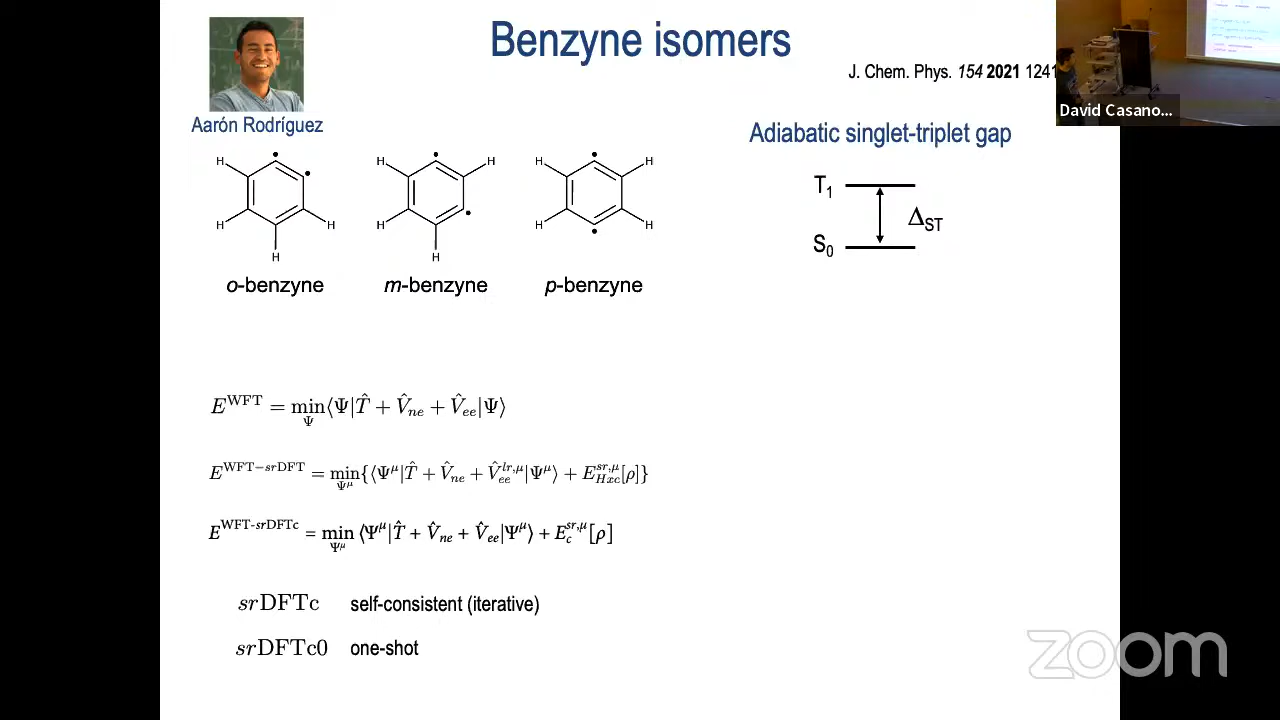 Benzyne isomers
J. Chem. Phys. 154 2021 1241
David Casano...
Aarón Rodríguez
Adiabatic singlet-triplet gap
H H H H H
H H H H H H
H H
o-benzyne m-benzyne p-benzyne
T₁
Δ_ST
S₀
E^WFT = min_Ψ ⟨Ψ|T̂ + V̂_ne + V̂_ee|Ψ⟩
E^WFT−srDFT = min_Ψ^μ {⟨Ψ^μ|T̂ + V̂_ne + V̂_ee^lr,μ|Ψ^μ⟩ + E_Hxc^sr,μ[ρ]}
E^WFT-srDFTc = min_Ψ^μ ⟨Ψ^μ|T̂ + V̂_ne + V̂_ee|Ψ^μ⟩ + E_c^sr,μ[ρ]
srDFTc self-consistent (iterative)
srDFTc0 one-shot
zoom